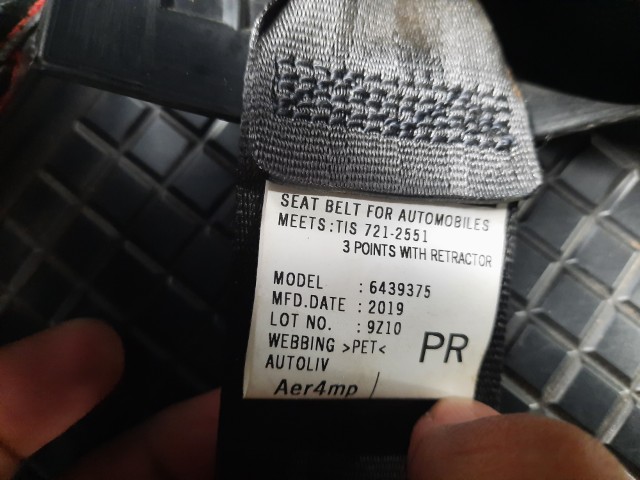 SEAT BELT FOR AUTOMOBILES
MEETS:TIS 721-2551
3 POINTS WITH RETRACTOR
MODEL : 6439375
MFD.DATE : 2019
LOT NO. : 9Z10
WEBBING >PET< PR
AUTOLIV
Aer4mp /